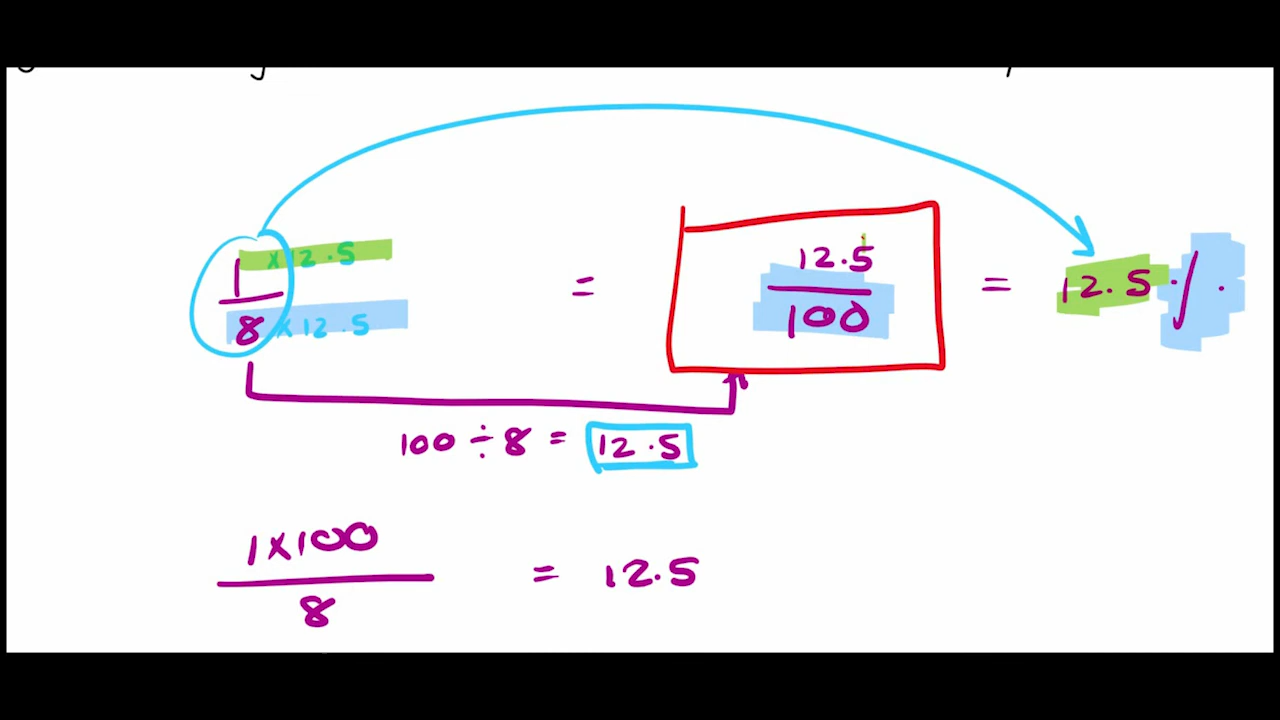 1 ×12.5 = 12.5 = 12.5 %
8 ×12.5 100
100 ÷ 8 = 12.5
1×100
= 12.5
8